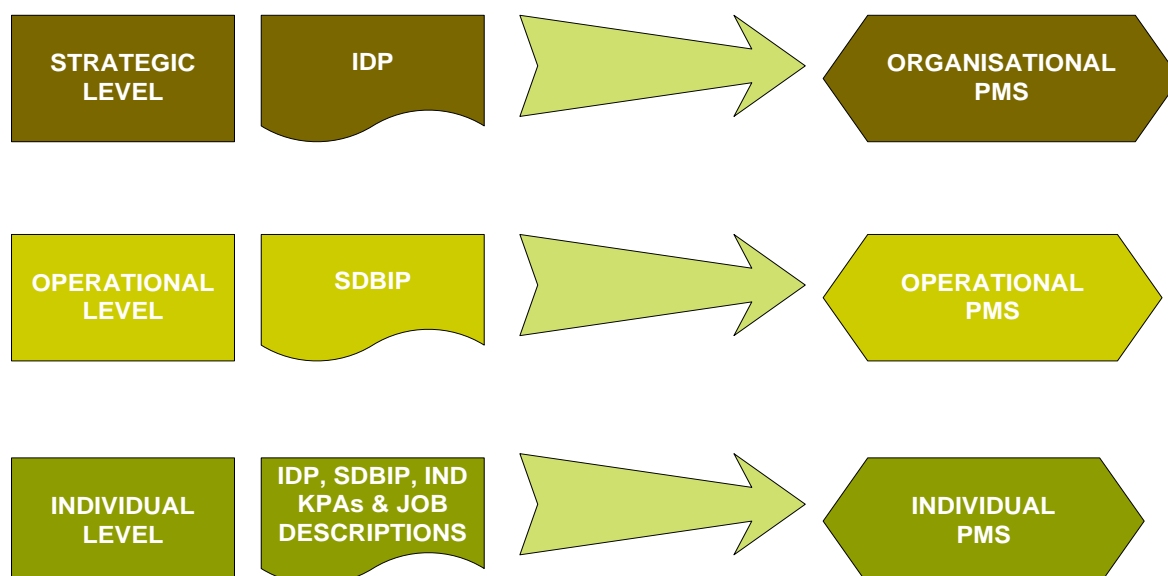 STRATEGIC
LEVEL
IDP
ORGANISATIONAL
PMS
OPERATIONAL
LEVEL
SDBIP
OPERATIONAL
PMS
INDIVIDUAL
LEVEL
IDP, SDBIP, IND
KPAs & JOB
DESCRIPTIONS
INDIVIDUAL
PMS